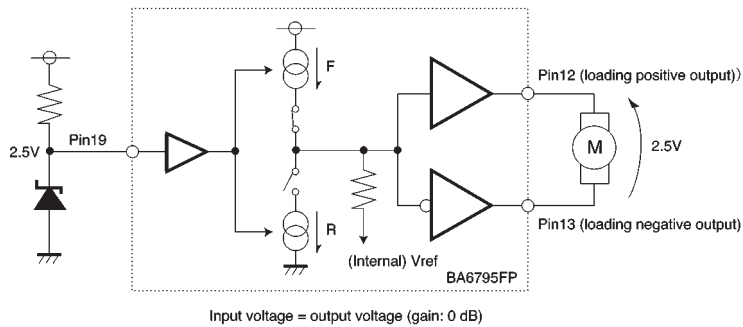 F
Pin12 (loading positive output))
Pin19
2.5V
M
2.5V
R
Pin13 (loading negative output)
(Internal) Vref
BA6795FP
Input voltage = output voltage (gain: 0 dB)